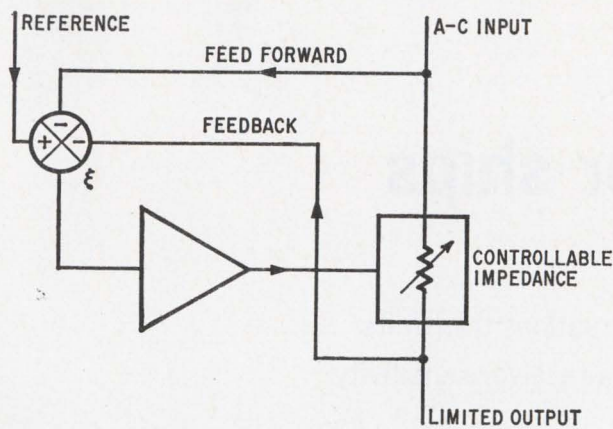 REFERENCE
A-C INPUT
FEED FORWARD
FEEDBACK
+ - -
ξ
CONTROLLABLE
IMPEDANCE
LIMITED OUTPUT